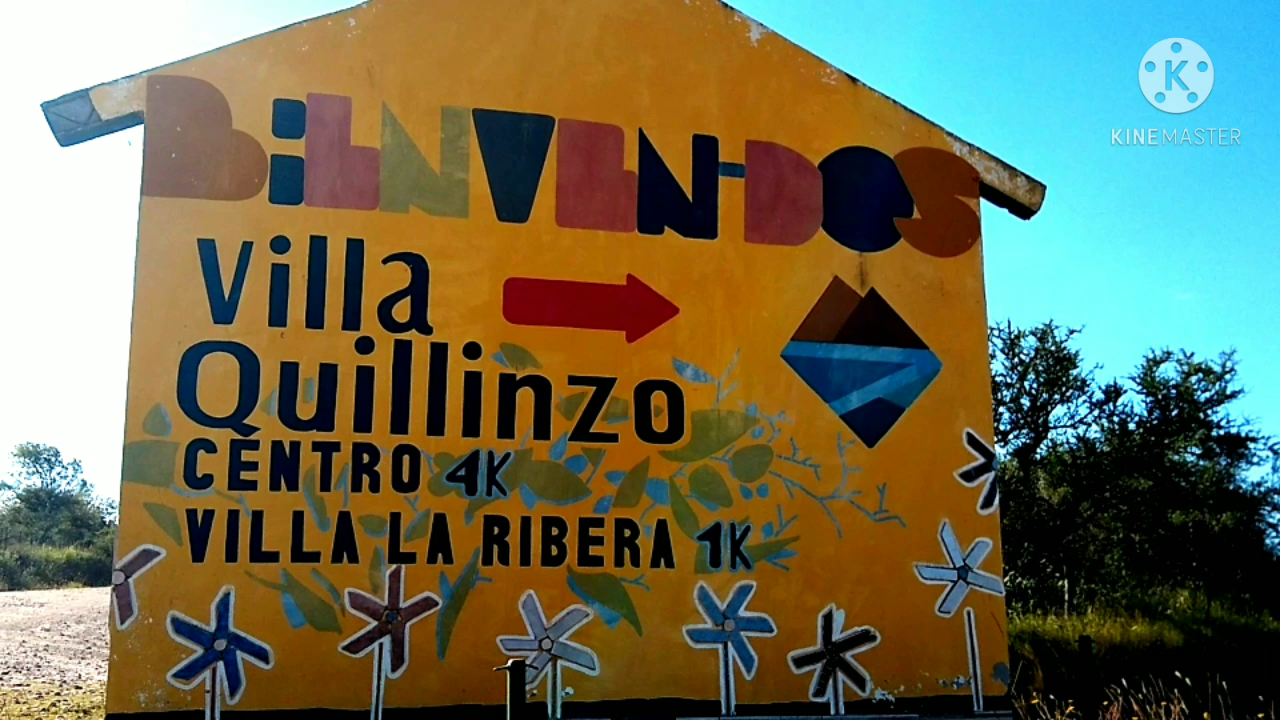 BiENVENiDOS
Villa
Quillinzo
CENTRO 4K
VILLA LA RIBERA 1K
K
KINEMASTER